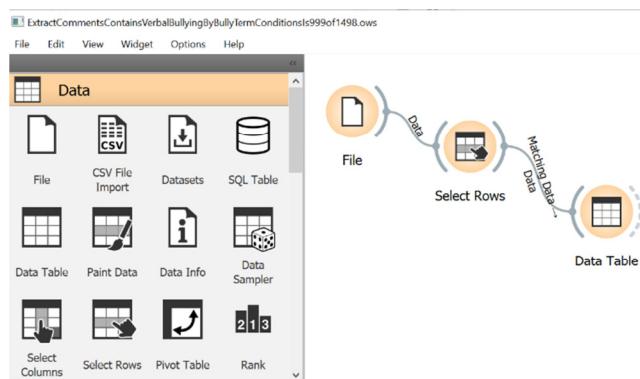 ExtractCommentsContainsVerbalBullyingByBullyTermConditionsIs999of1498.ows
File Edit View Widget Options Help
Data
File
CSV File
Import
Datasets
SQL Table
Data Table
Paint Data
Data Info
Data
Sampler
Select
Columns
Select Rows
Pivot Table
Rank
File
Data
Select Rows
Matching Data →
Data
Data Table